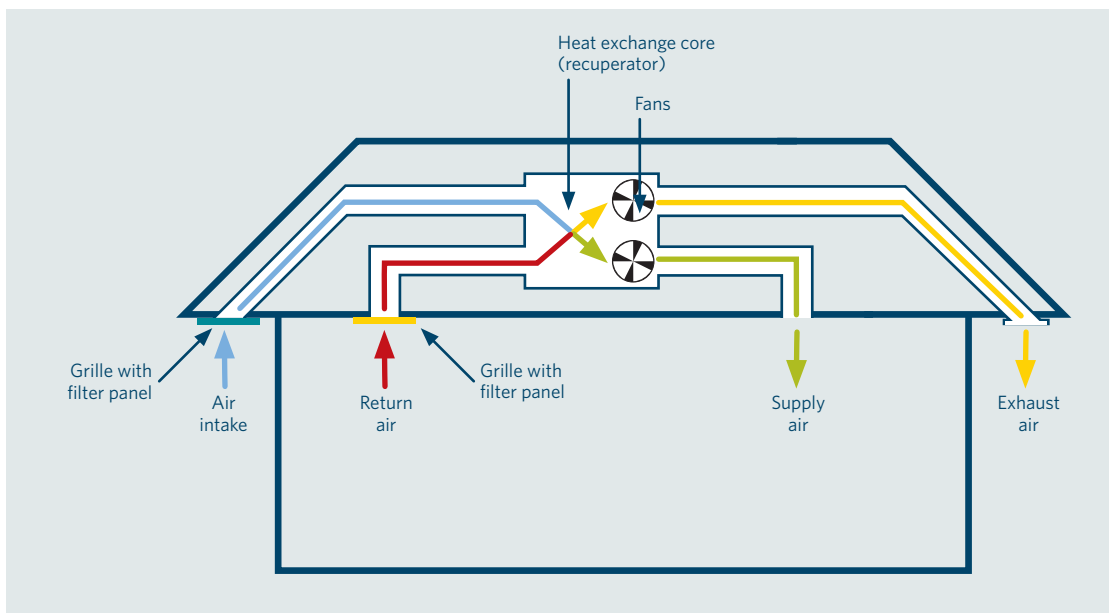 Heat exchange core
(recuperator)
Fans
Grille with
filter panel
Air
intake
Return
air
Grille with
filter panel
Supply
air
Exhaust
air